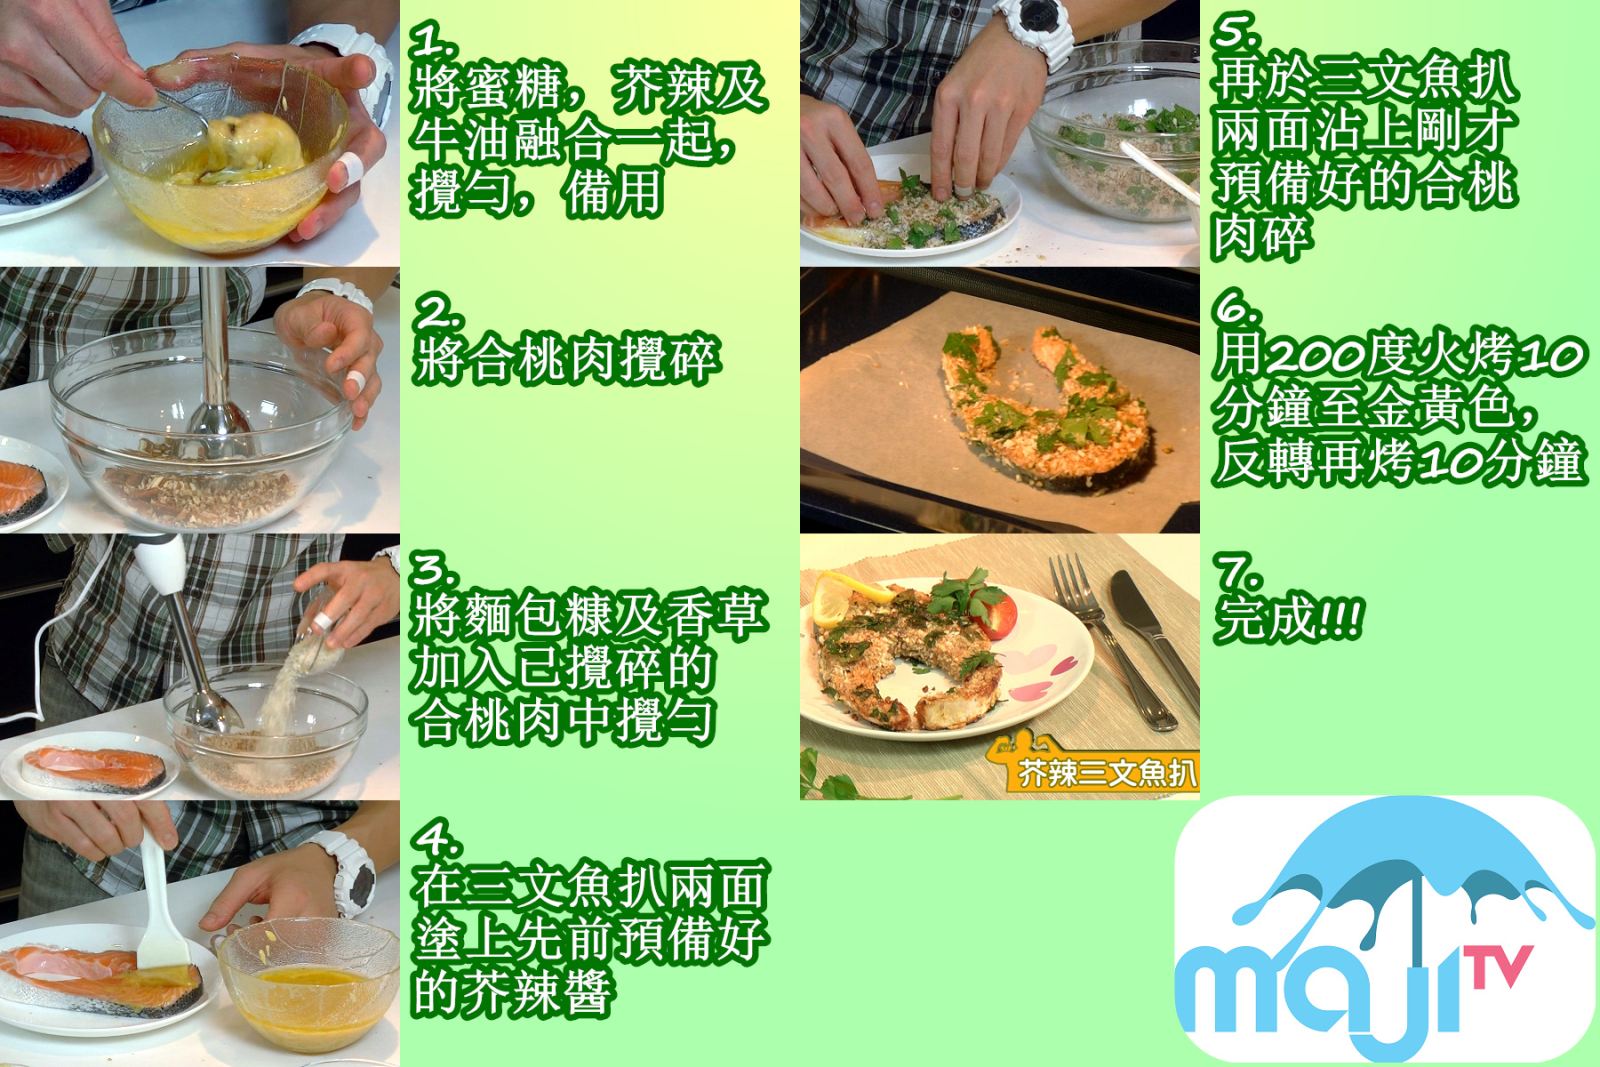 1.
將蜜糖，芥辣及
牛油融合一起，
攪勻，備用
2.
將合桃肉攪碎
3.
將麵包糠及香草
加入已攪碎的
合桃肉中攪勻
4.
在三文魚扒兩面
塗上先前預備好
的芥辣醬
5.
再於三文魚扒
兩面沾上剛才
預備好的合桃
肉碎
6.
用200度火烤10
分鐘至金黃色，
反轉再烤10分鐘
7.
完成!!!
芥辣三文魚扒
maji TV